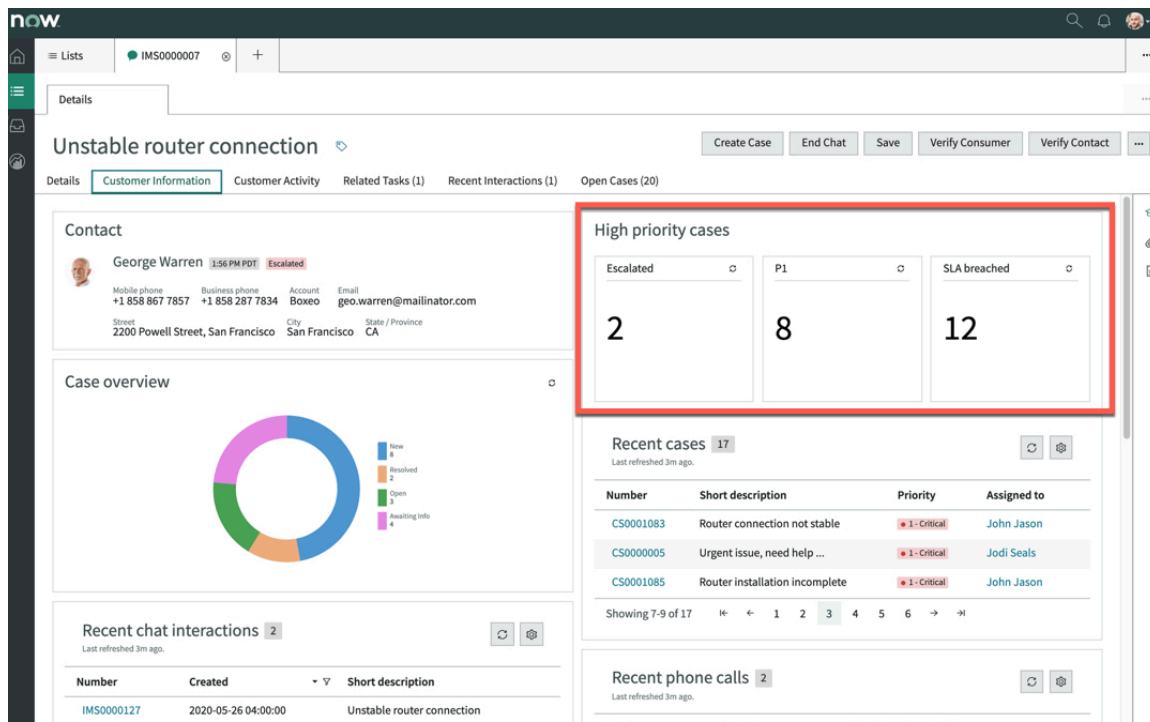 now.
Lists
IMS0000007
Details
Unstable router connection
Create Case
End Chat
Save
Verify Consumer
Verify Contact
Details
Customer Information
Customer Activity
Related Tasks (1)
Recent Interactions (1)
Open Cases (20)
Contact
George Warren 1:56 PM PDT Escalated
Mobile phone Business phone Account Email
+1 858 867 7857 +1 858 287 7834 Boxeo geo.warren@mailinator.com
Street City State / Province
2200 Powell Street, San Francisco San Francisco CA
High priority cases
Escalated
2
P1
8
SLA breached
12
Case overview
New
8
Resolved
2
Open
3
Awaiting Info
4
Recent cases 17
Last refreshed 3m ago.
Number Short description Priority Assigned to
CS0001083 Router connection not stable 1 - Critical John Jason
CS0000005 Urgent issue, need help ... 1 - Critical Jodi Seals
CS0001085 Router installation incomplete 1 - Critical John Jason
Showing 7-9 of 17 1 2 3 4 5 6
Recent chat interactions 2
Last refreshed 3m ago.
Number Created Short description
IMS0000127 2020-05-26 04:00:00 Unstable router connection
Recent phone calls 2
Last refreshed 3m ago.